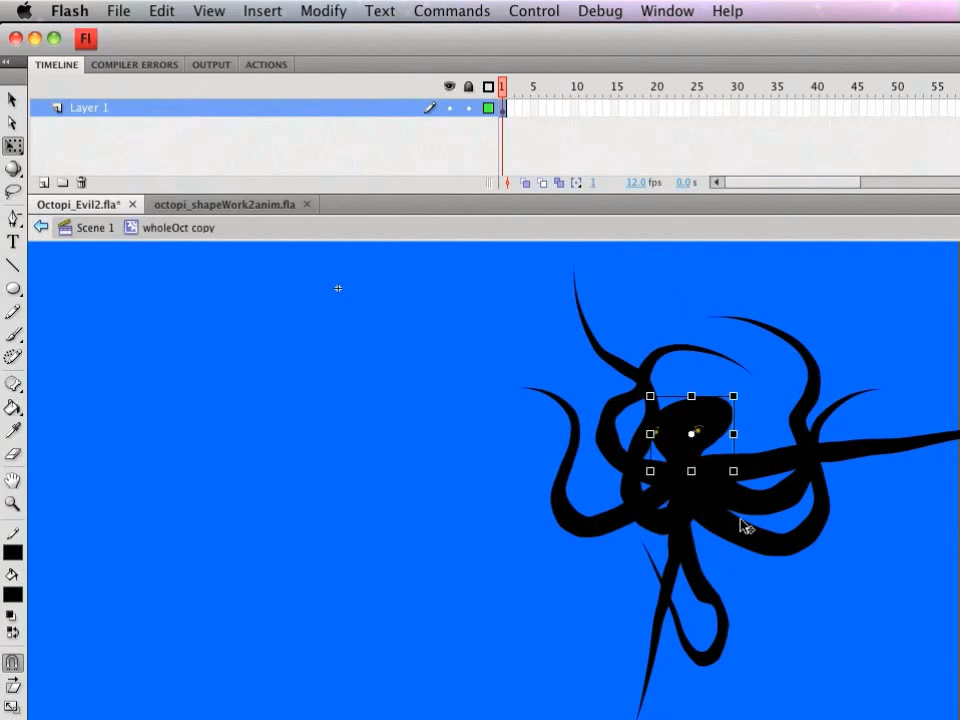 Flash File Edit View Insert Modify Text Commands Control Debug Window Help
Fl
TIMELINE COMPILER ERRORS OUTPUT ACTIONS
1 5 10 15 20 25 30 35 40 45 50 55
Layer 1
1 12.0 fps 0.0 s
Octopi_Evil2.fla* octopi_shapeWork2anim.fla
Scene 1 wholeOct copy
T